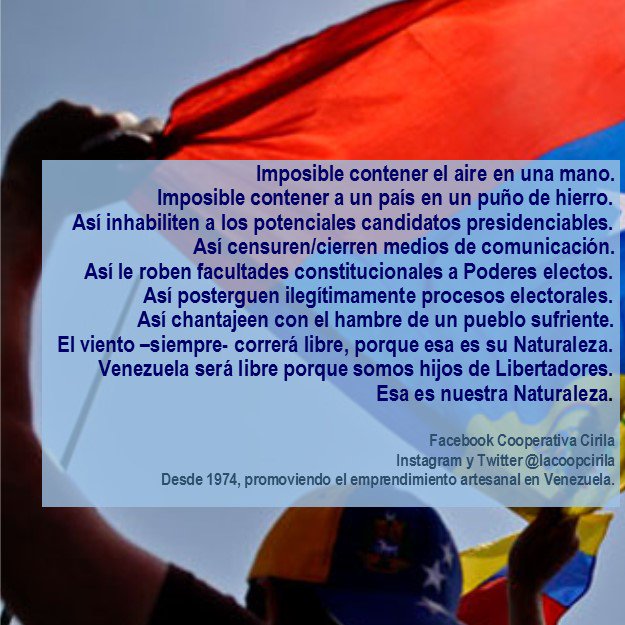 Imposible contener el aire en una mano.
Imposible contener a un país en un puño de hierro.
Así inhabiliten a los potenciales candidatos presidenciables.
Así censuren/cierren medios de comunicación.
Así le roben facultades constitucionales a Poderes electos.
Así posterguen ilegítimamente procesos electorales.
Así chantajeen con el hambre de un pueblo sufriente.
El viento –siempre- correrá libre, porque esa es su Naturaleza.
Venezuela será libre porque somos hijos de Libertadores.
Esa es nuestra Naturaleza.
Facebook Cooperativa Cirila
Instagram y Twitter @lacoopcirila
Desde 1974, promoviendo el emprendimiento artesanal en Venezuela.